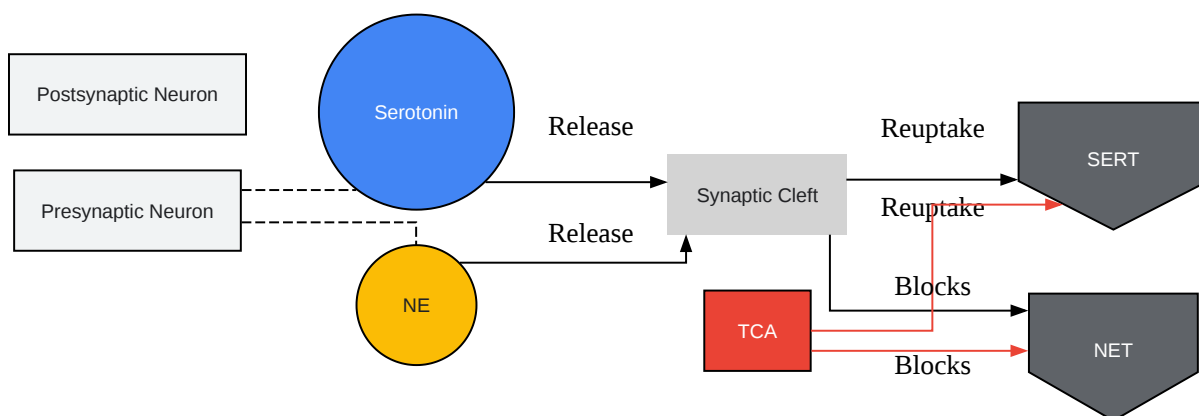 Postsynaptic Neuron
Presynaptic Neuron
Serotonin
NE
Release
Release
Synaptic Cleft
TCA
Reuptake
Reuptake
Blocks
Blocks
SERT
NET